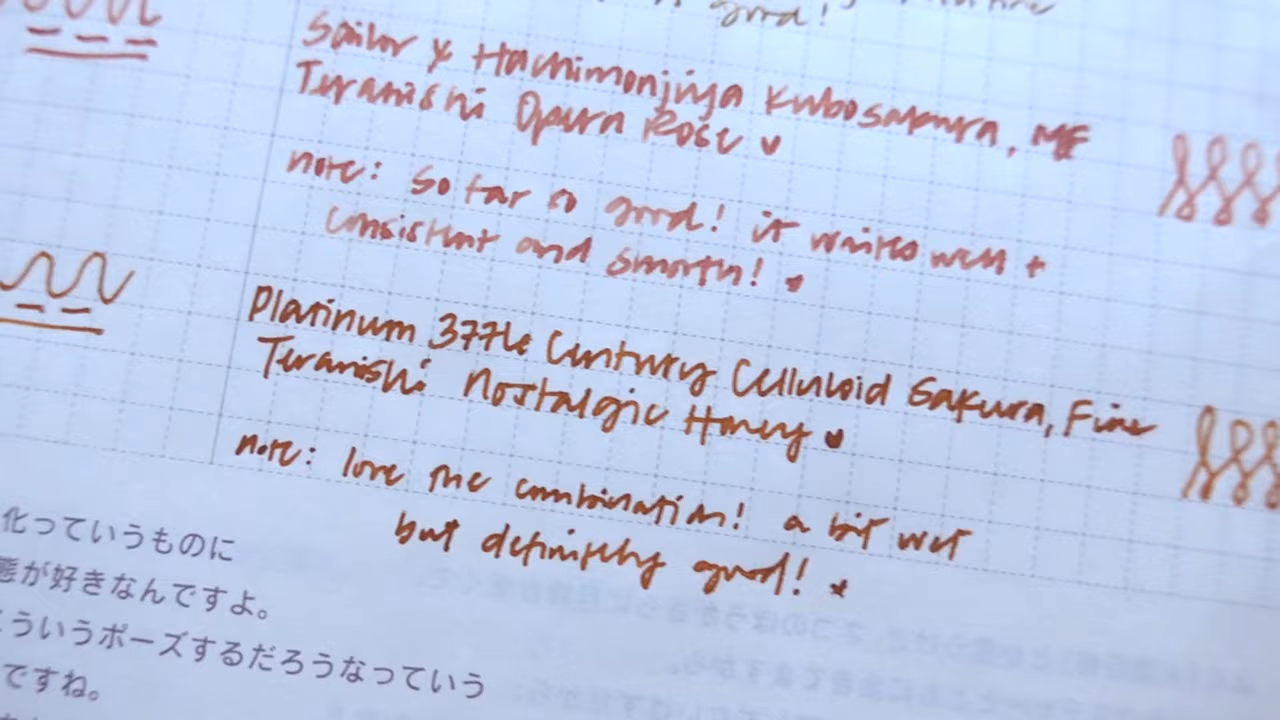 good!
Sailor x Hachimonjiya Kubosakura, MF
Teranishi Opera Rose
note: so far so good! it writes well +
consistent and smooth!
Platinum 3776 Century Celluloid Sakura, Fine
Teranishi Nostalgic Honey
note: love the combination! a bit wet
but definitely good!
化っていうものに
態が好きなんですよ。
こういうポーズするだろうなっていう
ですね。